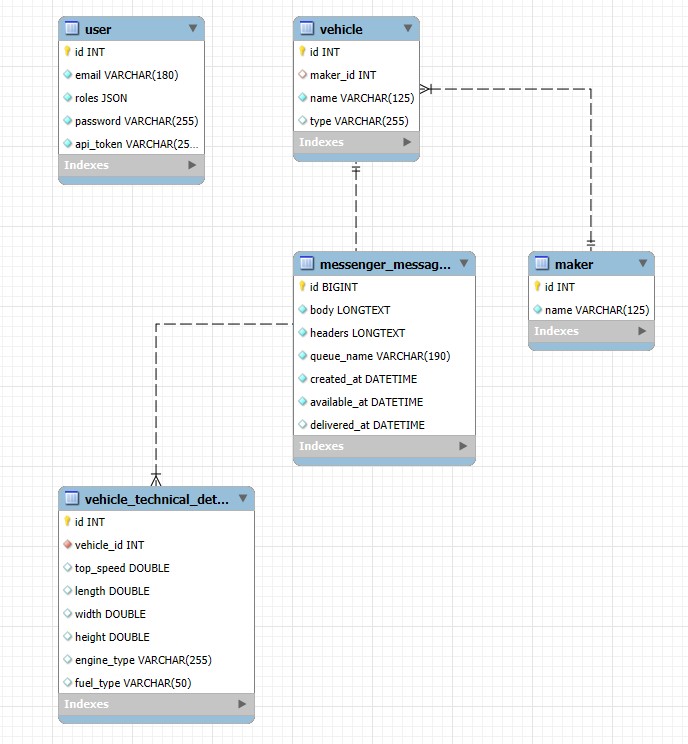 user
id INT
email VARCHAR(180)
roles JSON
password VARCHAR(255)
api_token VARCHAR(25...
Indexes
vehicle
id INT
maker_id INT
name VARCHAR(125)
type VARCHAR(255)
Indexes
messenger_messag...
id BIGINT
body LONGTEXT
headers LONGTEXT
queue_name VARCHAR(190)
created_at DATETIME
available_at DATETIME
delivered_at DATETIME
Indexes
maker
id INT
name VARCHAR(125)
Indexes
vehicle_technical_det...
id INT
vehicle_id INT
top_speed DOUBLE
length DOUBLE
width DOUBLE
height DOUBLE
engine_type VARCHAR(255)
fuel_type VARCHAR(50)
Indexes